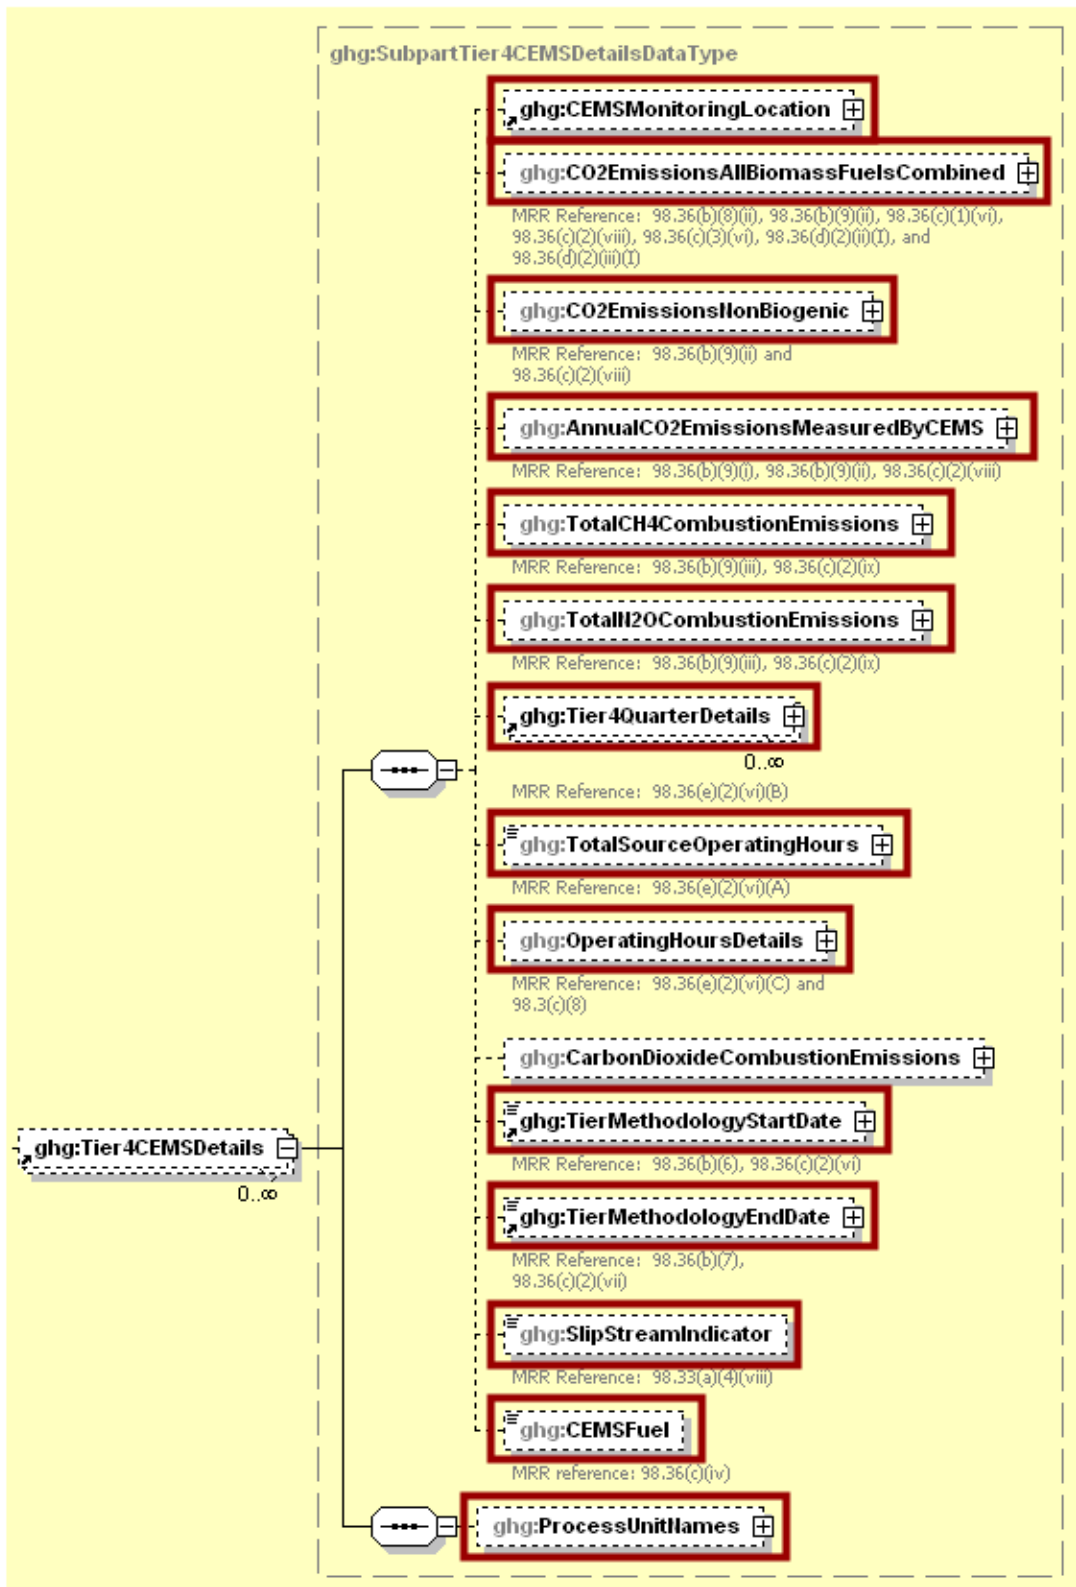 ghg:SubpartTier4CEMSDetailsDataType
ghg:CEMSMonitoringLocation
ghg:CO2EmissionsAllBiomassFuelsCombined
MRR Reference: 98.36(b)(8)(ii), 98.36(b)(9)(ii), 98.36(c)(1)(vi),
98.36(c)(2)(viii), 98.36(c)(3)(vi), 98.36(d)(2)(ii)(I), and
98.36(d)(2)(iii)(I)
ghg:CO2EmissionsNonBiogenic
MRR Reference: 98.36(b)(9)(ii) and
98.36(c)(2)(viii)
ghg:AnnualCO2EmissionsMeasuredByCEMS
MRR Reference: 98.36(b)(9)(i), 98.36(b)(9)(ii), 98.36(c)(2)(viii)
ghg:TotalCH4CombustionEmissions
MRR Reference: 98.36(b)(9)(iii), 98.36(c)(2)(ix)
ghg:TotalN2OCombustionEmissions
MRR Reference: 98.36(b)(9)(iii), 98.36(c)(2)(ix)
ghg:Tier4QuarterDetails
0..∞
MRR Reference: 98.36(e)(2)(vi)(B)
ghg:TotalSourceOperatingHours
MRR Reference: 98.36(e)(2)(vi)(A)
ghg:OperatingHoursDetails
MRR Reference: 98.36(e)(2)(vi)(C) and
98.3(c)(8)
ghg:CarbonDioxideCombustionEmissions
ghg:TierMethodologyStartDate
MRR Reference: 98.36(b)(6), 98.36(c)(2)(vi)
ghg:Tier4CEMSDetails
0..∞
ghg:TierMethodologyEndDate
MRR Reference: 98.36(b)(7),
98.36(c)(2)(vii)
ghg:SlipStreamIndicator
MRR Reference: 98.33(a)(4)(viii)
ghg:CEMSFuel
MRR reference: 98.36(c)(iv)
ghg:ProcessUnitNames